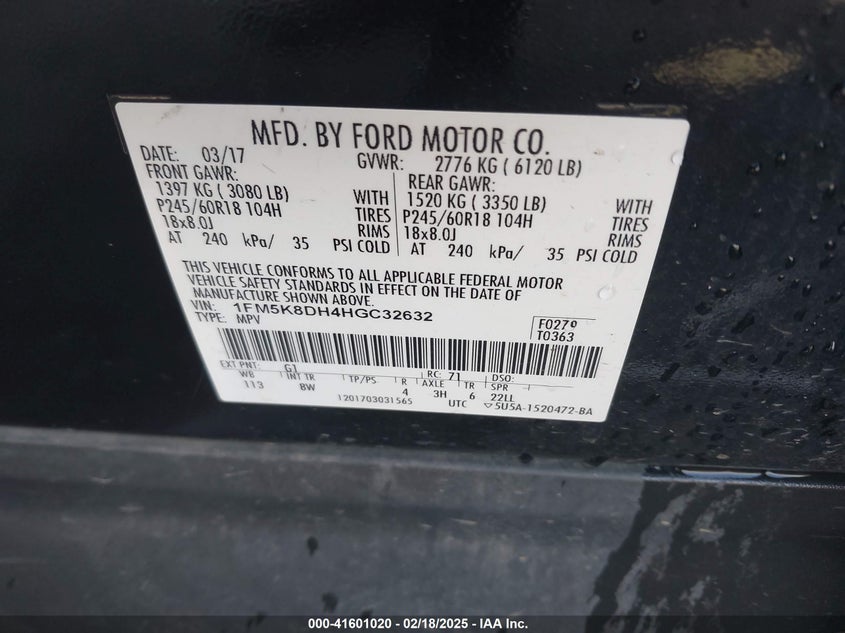 MFD. BY FORD MOTOR CO.
DATE: 03/17 GVWR: 2776 KG ( 6120 LB)
FRONT GAWR: REAR GAWR:
1397 KG ( 3080 LB) WITH 1520 KG ( 3350 LB) WITH
P245/60R18 104H TIRES P245/60R18 104H TIRES
18x8.0J RIMS 18x8.0J RIMS
AT 240 kPa/ 35 PSI COLD AT 240 kPa/ 35 PSI COLD
THIS VEHICLE CONFORMS TO ALL APPLICABLE FEDERAL MOTOR
VEHICLE SAFETY STANDARDS IN EFFECT ON THE DATE OF
MANUFACTURE SHOWN ABOVE.
VIN: 1FM5K8DH4HGC32632
TYPE: MPV
F0279
T0363
EXT PNT: G1 RC: 71 DSO:
WB INT TR TP/PS R AXLE TR SPR
113 8W 4 3H 6 22LL
1201703031565 UTC ▽5U5A-1520472-BA
000-41601020 — 02/18/2025 — IAA Inc.